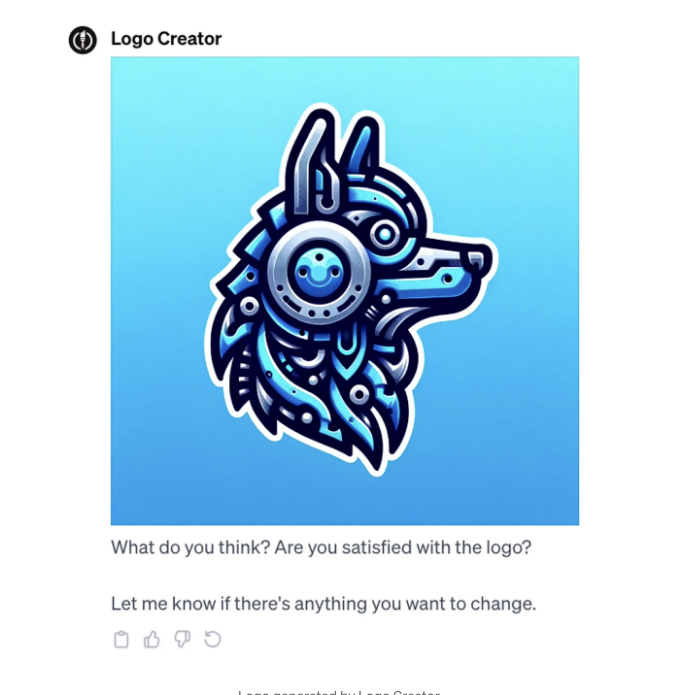 Logo Creator
What do you think? Are you satisfied with the logo?
Let me know if there's anything you want to change.
Logo generated by Logo Creator